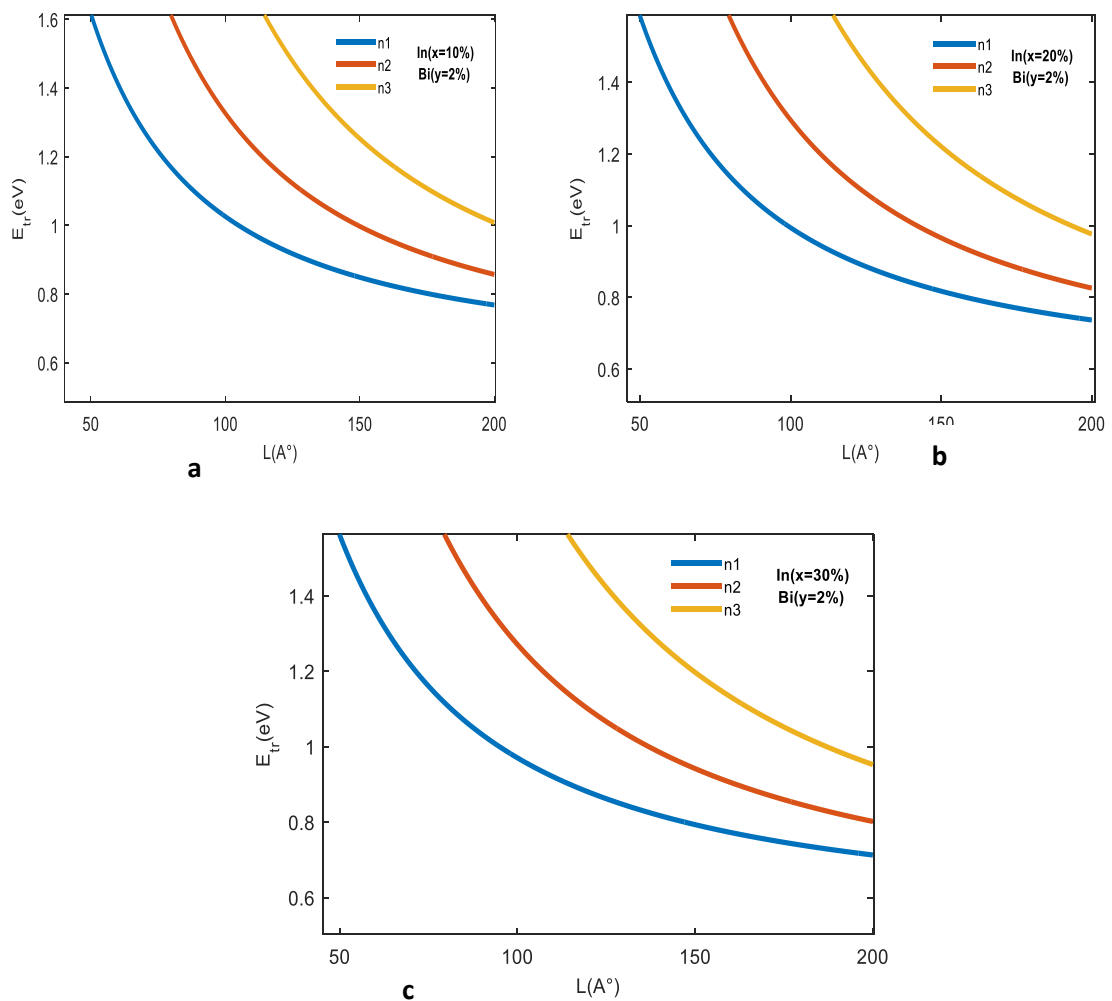 1.6
1.4
1.2
1
0.8
0.6
E_tr(eV)
n1
n2
n3
In(x=10%)
Bi(y=2%)
50
100
150
200
L(A°)
a
1.4
1.2
1
0.8
0.6
E_tr(eV)
n1
n2
n3
In(x=20%)
Bi(y=2%)
50
100
150
200
L(A°)
b
1.4
1.2
1
0.8
0.6
E_tr(eV)
n1
n2
n3
In(x=30%)
Bi(y=2%)
50
100
150
200
L(A°)
c